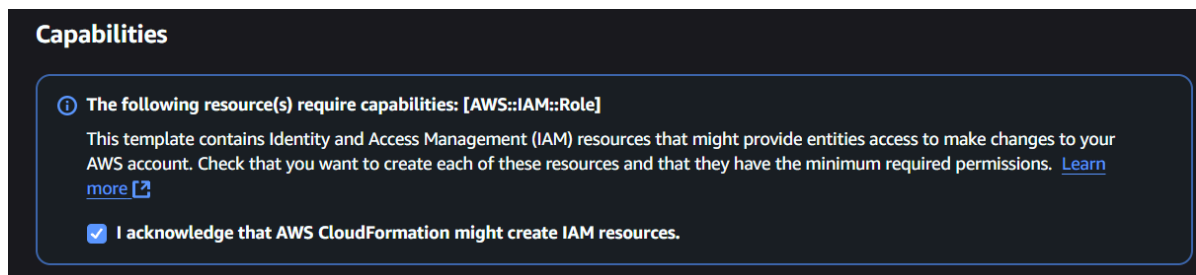 Capabilities
The following resource(s) require capabilities: [AWS::IAM::Role]
This template contains Identity and Access Management (IAM) resources that might provide entities access to make changes to your
AWS account. Check that you want to create each of these resources and that they have the minimum required permissions. Learn
more
I acknowledge that AWS CloudFormation might create IAM resources.